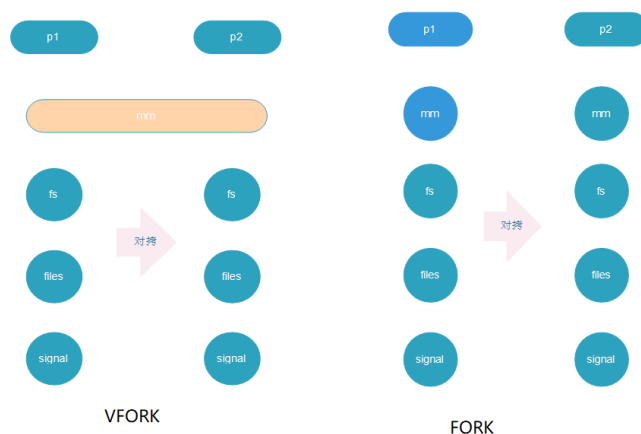 p1
p2
mm
fs
fs
对拷
files
files
signal
signal
VFORK
p1
p2
mm
mm
fs
fs
对拷
files
files
signal
signal
FORK